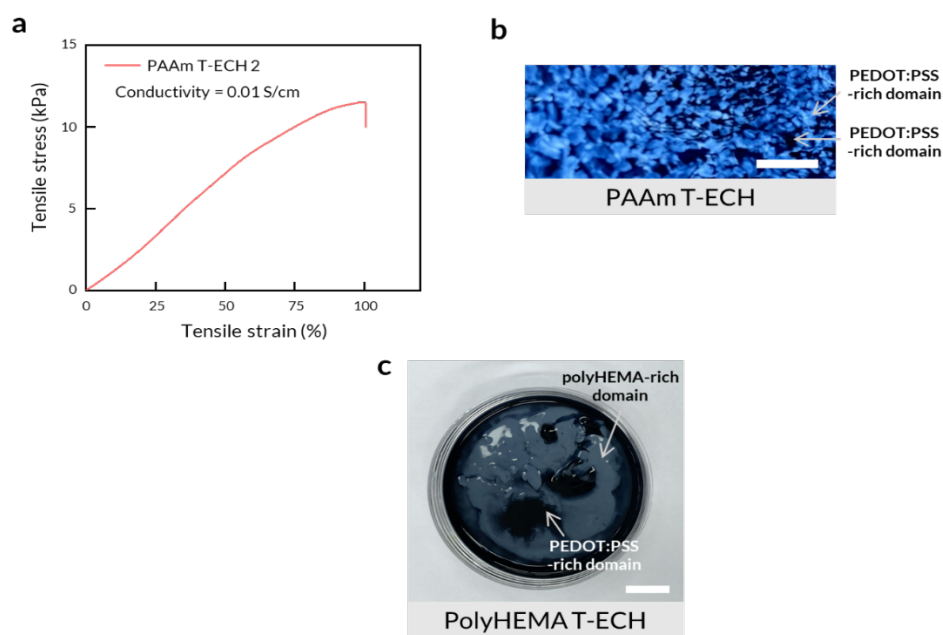 a
15
10
5
0
Tensile stress (kPa)
PAAm T-ECH 2
Conductivity = 0.01 S/cm
0
25
50
75
100
Tensile strain (%)
b
PEDOT:PSS
-rich domain
PEDOT:PSS
-rich domain
PAAm T-ECH
c
polyHEMA-rich
domain
PEDOT:PSS
-rich domain
PolyHEMA T-ECH